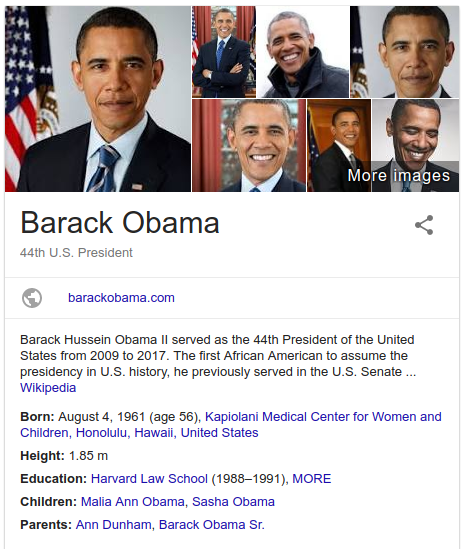 More images
Barack Obama
44th U.S. President
barackobama.com
Barack Hussein Obama II served as the 44th President of the United
States from 2009 to 2017. The first African American to assume the
presidency in U.S. history, he previously served in the U.S. Senate ...
Wikipedia
Born: August 4, 1961 (age 56), Kapiolani Medical Center for Women and
Children, Honolulu, Hawaii, United States
Height: 1.85 m
Education: Harvard Law School (1988–1991), MORE
Children: Malia Ann Obama, Sasha Obama
Parents: Ann Dunham, Barack Obama Sr.